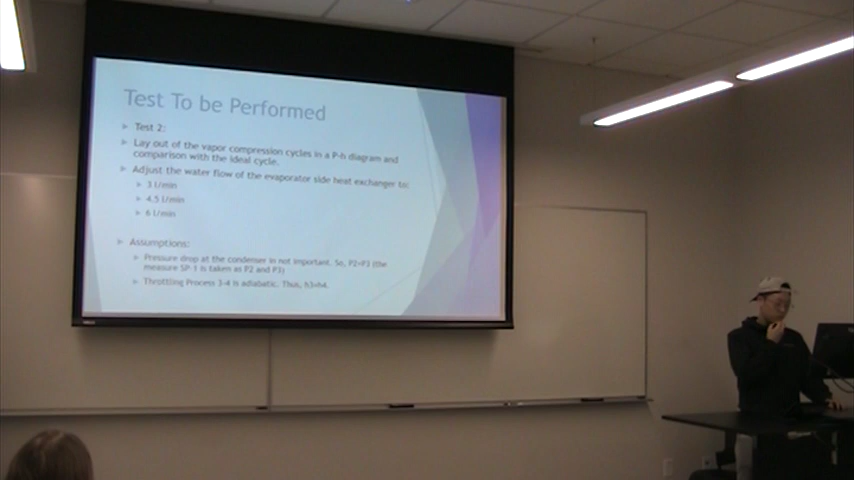 Test To be Performed
Test 2:
Lay out of the vapor compression cycles in a P-h diagram and
comparison with the ideal cycle.
Adjust the water flow of the evaporator side heat exchanger to:
3 l/min
4.5 l/min
6 l/min
Assumptions:
Pressure drop at the condenser in not important. So, P2=P3 (the
measure SP-1 is taken as P2 and P3)
Throttling Process 3-4 is adiabatic. Thus, h3=h4.